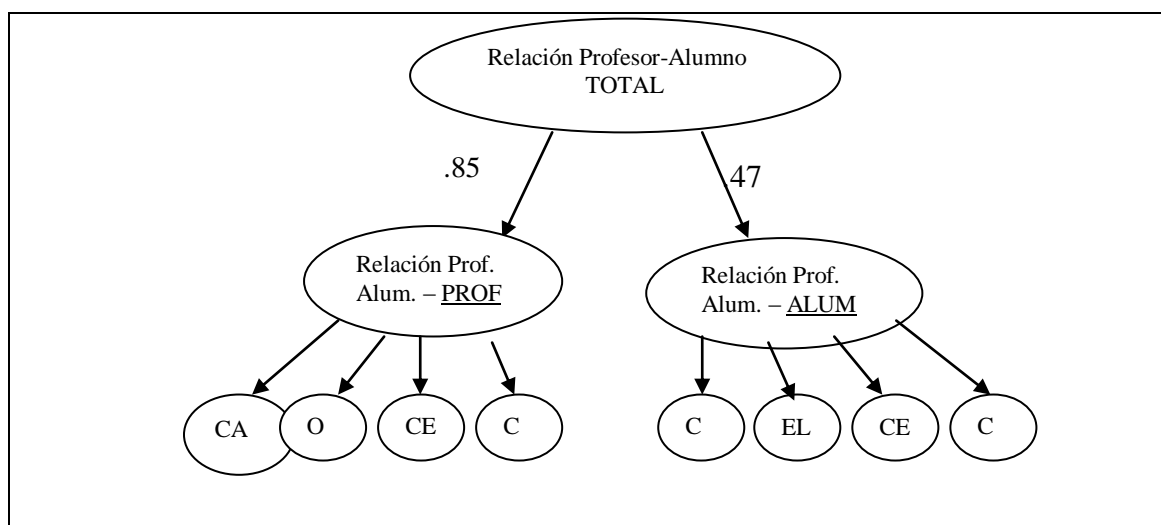 Relación Profesor-Alumno
TOTAL
.85
.47
Relación Prof.
Alum. – PROF
Relación Prof.
Alum. – ALUM
CA
O
CE
C
C
EL
CE
C